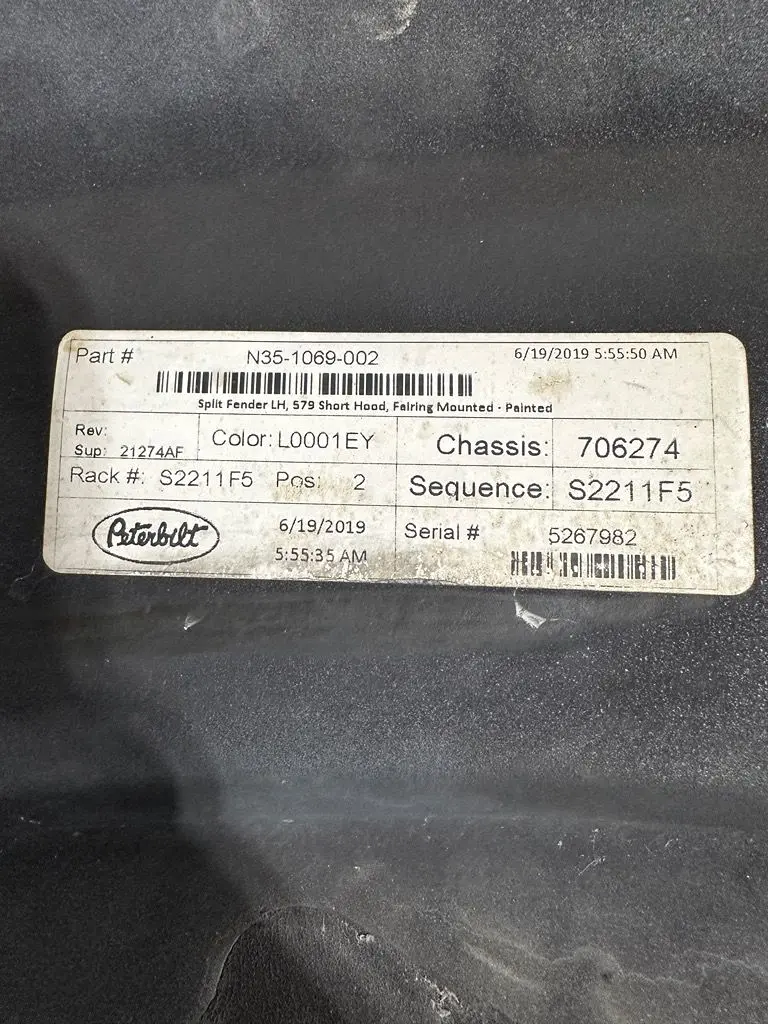 Part # N35-1069-002 6/19/2019 5:55:50 AM
Split Fender LH, 579 Short Hood, Fairing Mounted - Painted
Rev:
Sup: 21274AF Color: L0001EY Chassis: 706274
Rack #: S2211F5 Pos: 2 Sequence: S2211F5
Peterbilt 6/19/2019 Serial # 5267982
5:55:35 AM